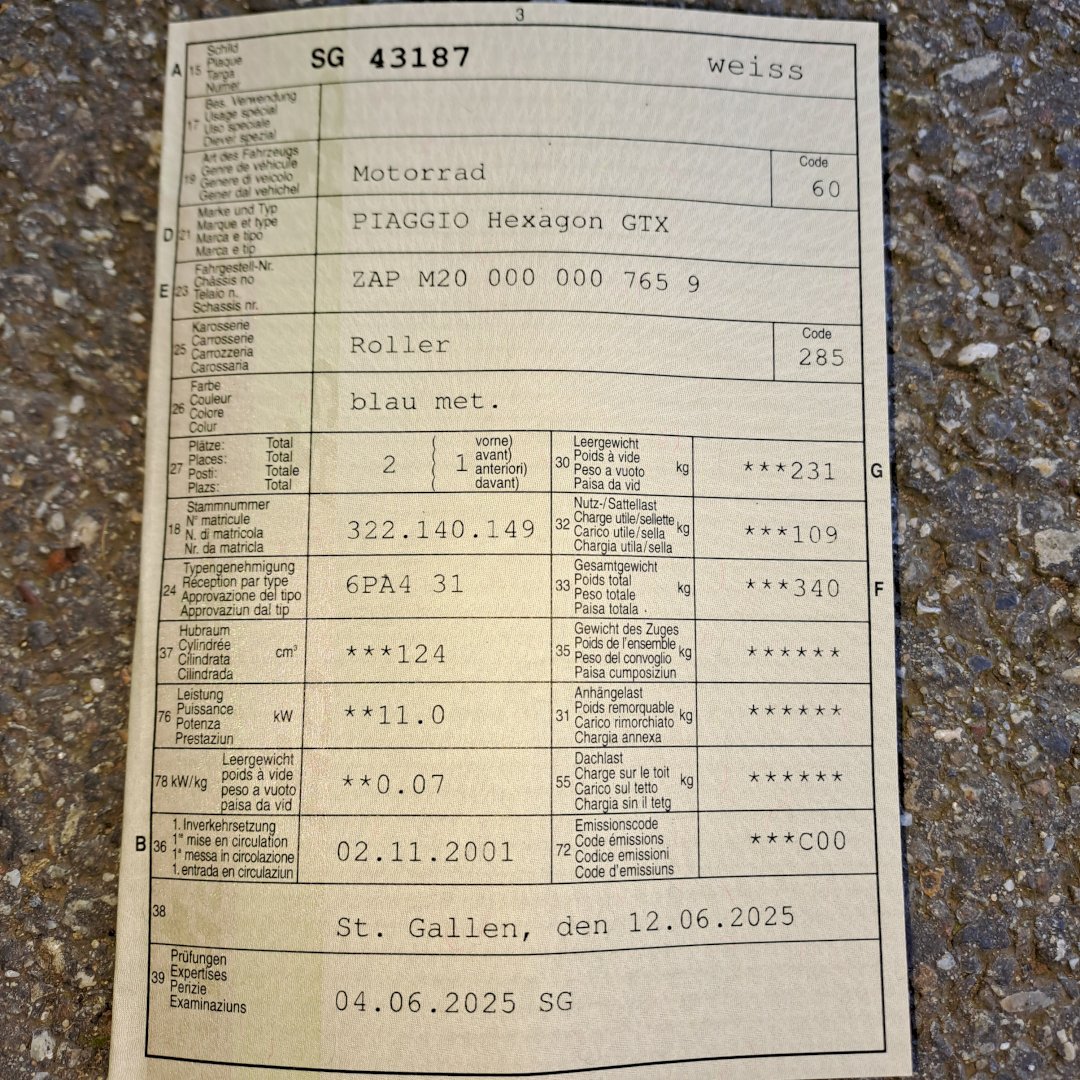 3
A 15 Schild SG 43187 weiss
Plaque
Targa
Numer
17 Bes. Verwendung
Usage spécial
Uso speciale
Diever spezial
19 Art des Fahrzeugs Motorrad Code
Genre de véhicule 60
Genere di veicolo
Gener dal vehichel
D 21 Marke und Typ PIAGGIO Hexagon GTX
Marque et type
Marca e tipo
Marca e tip
E 23 Fahrgestell-Nr. ZAP M20 000 000 765 9
Châssis no
Telaio n.
Schassis nr.
25 Karosserie Roller Code
Carrosserie 285
Carrozzeria
Carossaria
26 Farbe blau met.
Couleur
Colore
Colur
27 Plätze: Total 2 ( 1 vorne)
Places: Total ( avant)
Posti: Totale ( anteriori)
Plazs: Total ( davant)
30 Leergewicht kg ***231 G
Poids à vide
Peso a vuoto
Paisa da vid
18 Stammnummer 322.140.149
N° matricule
N. di matricola
Nr. da matricla
32 Nutz-/Sattellast kg ***109
Charge utile/sellette
Carico utile/sella
Chargia utila/sella
24 Typengenehmigung 6PA4 31
Réception par type
Approvazione del tipo
Approvaziun dal tip
33 Gesamtgewicht kg ***340 F
Poids total
Peso totale
Paisa totala
37 Hubraum cm³ ***124
Cylindrée
Cilindrata
Cilindrada
35 Gewicht des Zuges kg ******
Poids de l'ensemble
Peso del convoglio
Paisa cumposiziun
76 Leistung kW **11.0
Puissance
Potenza
Prestaziun
31 Anhängelast kg ******
Poids remorquable
Carico rimorchiato
Chargia annexa
78 kW/kg Leergewicht **0.07
poids à vide
peso a vuoto
paisa da vid
55 Dachlast kg ******
Charge sur le toit
Carico sul tetto
Chargia sin il tetg
B 36 1. Inverkehrsetzung 02.11.2001
1re mise en circulation
1a messa in circolazione
1. entrada en circulaziun
72 Emissionscode ***C00
Code émissions
Codice emissioni
Code d'emissiuns
38 St. Gallen, den 12.06.2025
39 Prüfungen 04.06.2025 SG
Expertises
Perizie
Examinaziuns